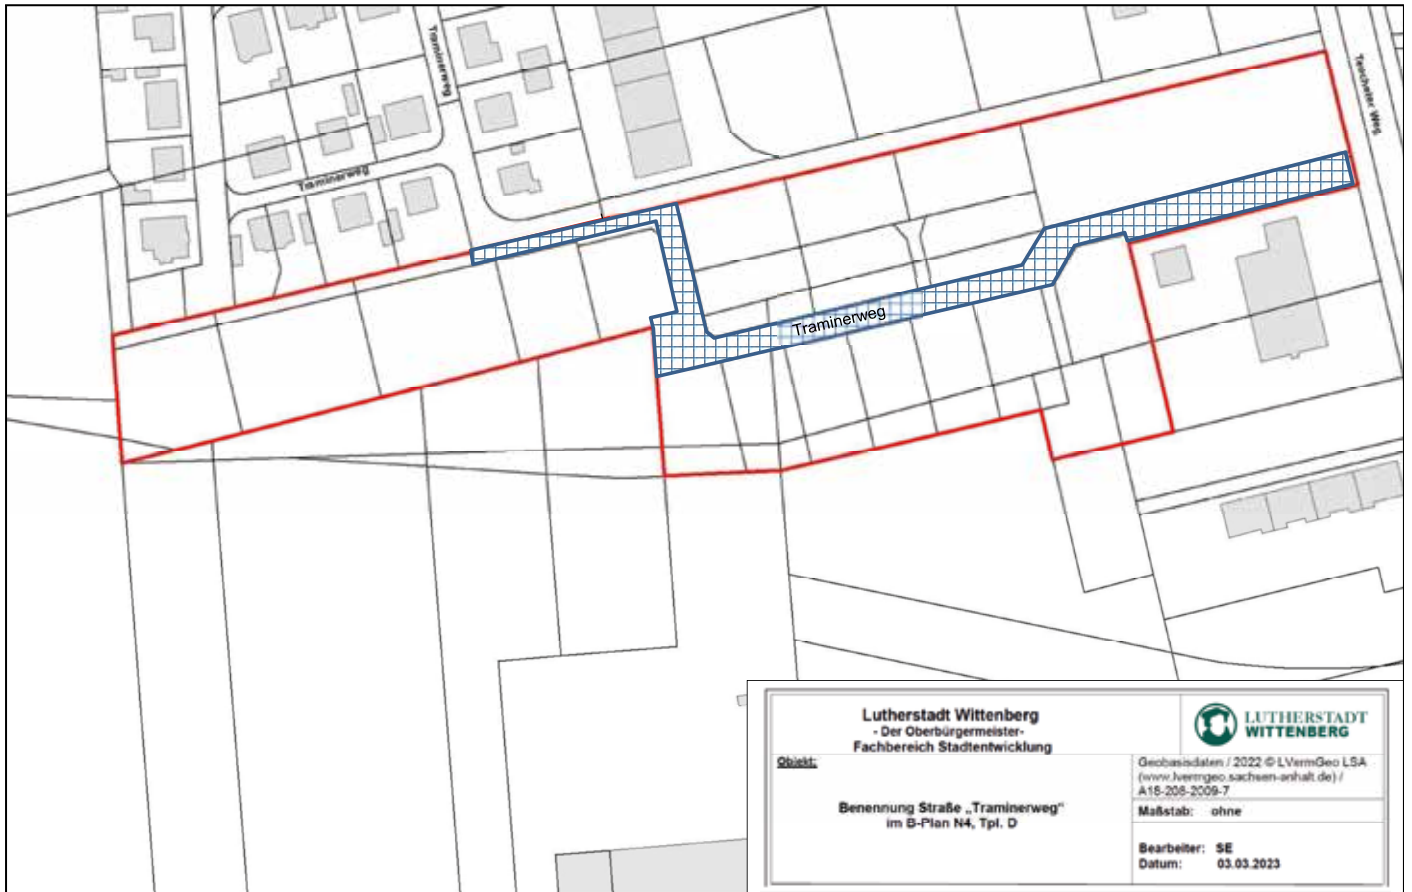 Traminerweg
Teucheler Weg
Traminerweg
Traminerweg
Lutherstadt Wittenberg
- Der Oberbürgermeister-
Fachbereich Stadtentwicklung
LUTHERSTADT
WITTENBERG
Objekt:
Benennung Straße „Traminerweg"
im B-Plan N4, Tpl. D
Geobasisdaten / 2022 © LVermGeo LSA
(www.lvermgeo.sachsen-anhalt.de) /
A18-208-2009-7
Maßstab: ohne
Bearbeiter: SE
Datum: 03.03.2023